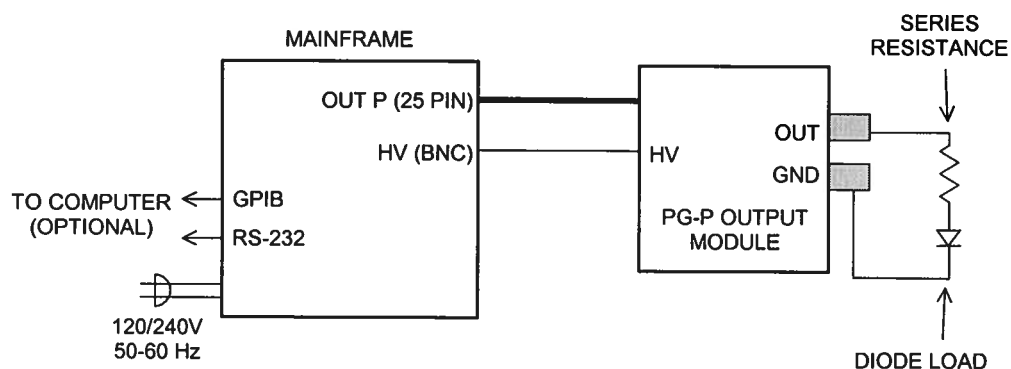 MAINFRAME
OUT P (25 PIN)
HV (BNC)
GPIB
RS-232
TO COMPUTER
(OPTIONAL)
120/240V
50-60 Hz
HV
OUT
GND
PG-P OUTPUT
MODULE
SERIES
RESISTANCE
DIODE LOAD